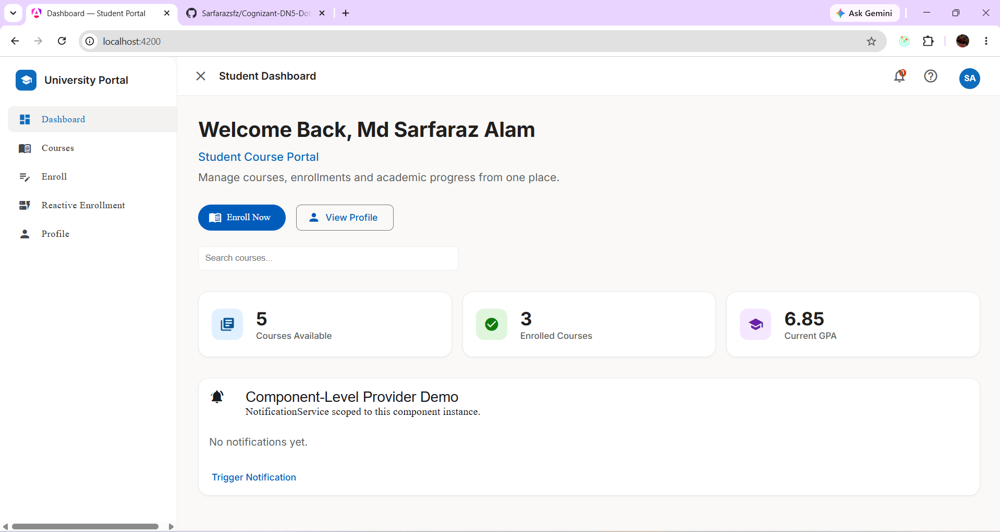 Dashboard — Student Portal
Sarfarazsfz/Cognizant-DN5-Dot
Ask Gemini
localhost:4200
University Portal
Student Dashboard
3
SA
Dashboard
Courses
Enroll
Reactive Enrollment
Profile
Welcome Back, Md Sarfaraz Alam
Student Course Portal
Manage courses, enrollments and academic progress from one place.
Enroll Now
View Profile
Search courses...
5
Courses Available
3
Enrolled Courses
6.85
Current GPA
Component-Level Provider Demo
NotificationService scoped to this component instance.
No notifications yet.
Trigger Notification